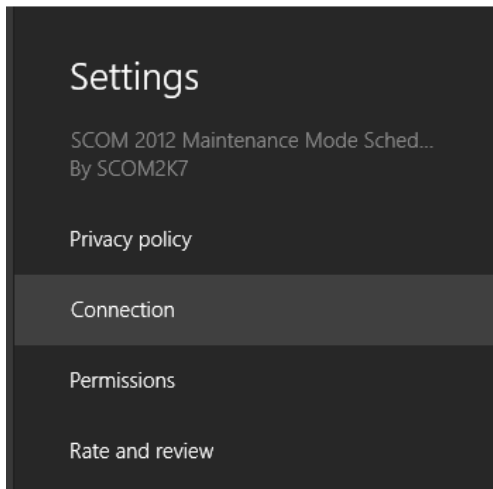 Settings
SCOM 2012 Maintenance Mode Sched...
By SCOM2K7
Privacy policy
Connection
Permissions
Rate and review